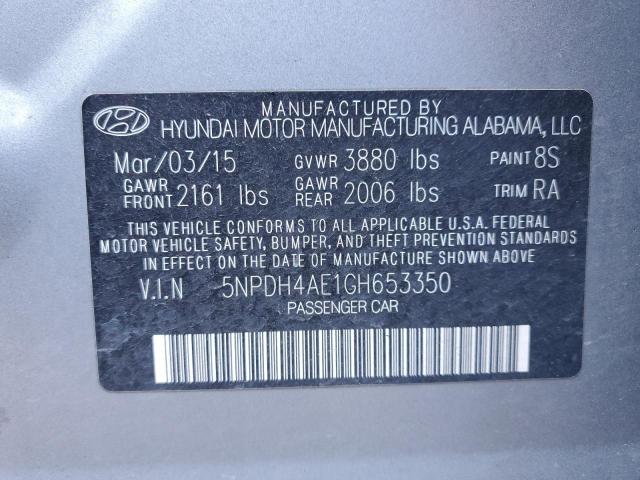 MANUFACTURED BY
HYUNDAI MOTOR MANUFACTURING ALABAMA, LLC
Mar/03/15 GVWR 3880 lbs PAINT 8S
GAWR FRONT 2161 lbs GAWR REAR 2006 lbs TRIM RA
THIS VEHICLE CONFORMS TO ALL APPLICABLE U.S.A. FEDERAL
MOTOR VEHICLE SAFETY, BUMPER, AND THEFT PREVENTION STANDARDS
IN EFFECT ON THE DATE OF MANUFACTURE SHOWN ABOVE.
V.I.N 5NPDH4AE1GH653350
PASSENGER CAR